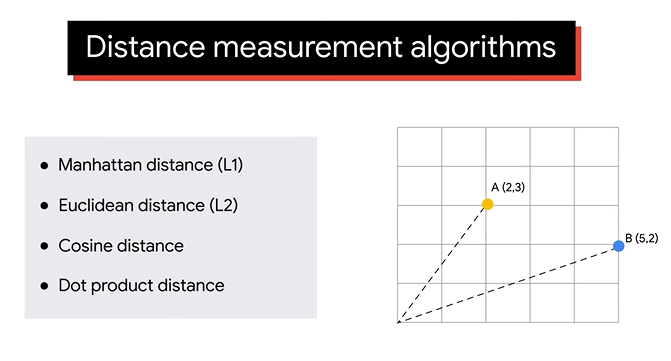 Distance measurement algorithms
● Manhattan distance (L1)
● Euclidean distance (L2)
● Cosine distance
● Dot product distance
A (2,3)
B (5,2)